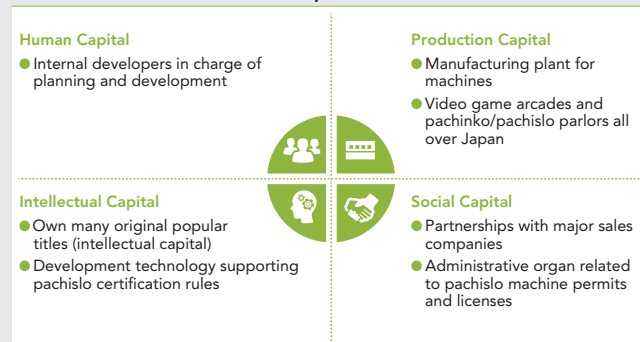 Human Capital
● Internal developers in charge of
planning and development
Production Capital
● Manufacturing plant for
machines
● Video game arcades and
pachinko/pachislo parlors all
over Japan
Intellectual Capital
● Own many original popular
titles (intellectual capital)
● Development technology supporting
pachislo certification rules
Social Capital
● Partnerships with major sales
companies
● Administrative organ related
to pachislo machine permits
and licenses